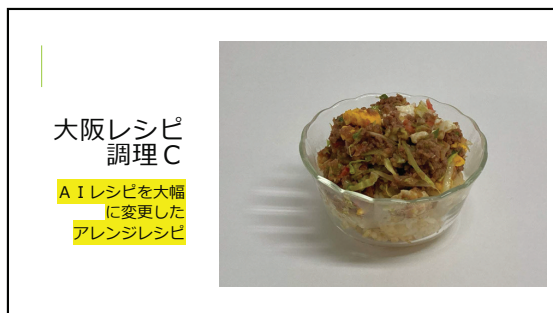 大阪レシピ
調理Ｃ
ＡＩレシピを大幅
に変更した
アレンジレシピ